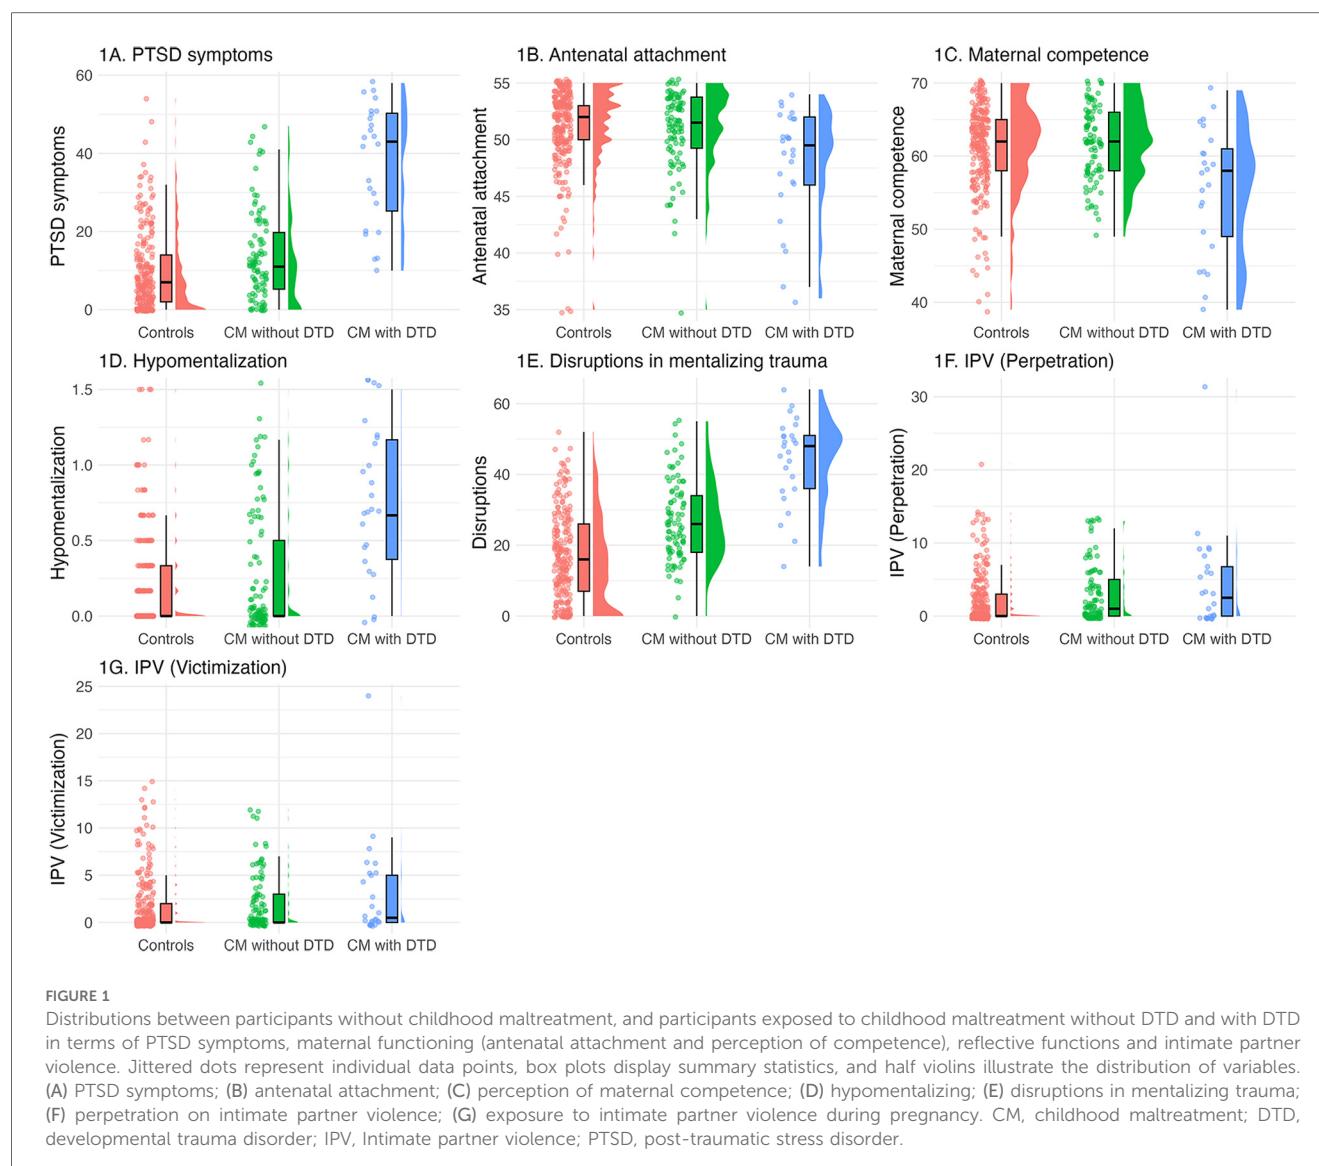 1A. PTSD symptoms
60
40
20
0
PTSD symptoms
Controls
CM without DTD
CM with DTD
1B. Antenatal attachment
55
50
45
40
35
Antenatal attachment
Controls
CM without DTD
CM with DTD
1C. Maternal competence
70
60
50
40
Maternal competence
Controls
CM without DTD
CM with DTD
1D. Hypomentalization
1.5
1.0
0.5
0.0
Hypomentalization
Controls
CM without DTD
CM with DTD
1E. Disruptions in mentalizing trauma
60
40
20
0
Disruptions
Controls
CM without DTD
CM with DTD
1F. IPV (Perpetration)
30
20
10
0
IPV (Perpetration)
Controls
CM without DTD
CM with DTD
1G. IPV (Victimization)
25
20
15
10
5
0
IPV (Victimization)
Controls
CM without DTD
CM with DTD
FIGURE 1
Distributions between participants without childhood maltreatment, and participants exposed to childhood maltreatment without DTD and with DTD
in terms of PTSD symptoms, maternal functioning (antenatal attachment and perception of competence), reflective functions and intimate partner
violence. Jittered dots represent individual data points, box plots display summary statistics, and half violins illustrate the distribution of variables.
(A) PTSD symptoms; (B) antenatal attachment; (C) perception of maternal competence; (D) hypomentalizing; (E) disruptions in mentalizing trauma;
(F) perpetration on intimate partner violence; (G) exposure to intimate partner violence during pregnancy. CM, childhood maltreatment; DTD,
developmental trauma disorder; IPV, Intimate partner violence; PTSD, post-traumatic stress disorder.